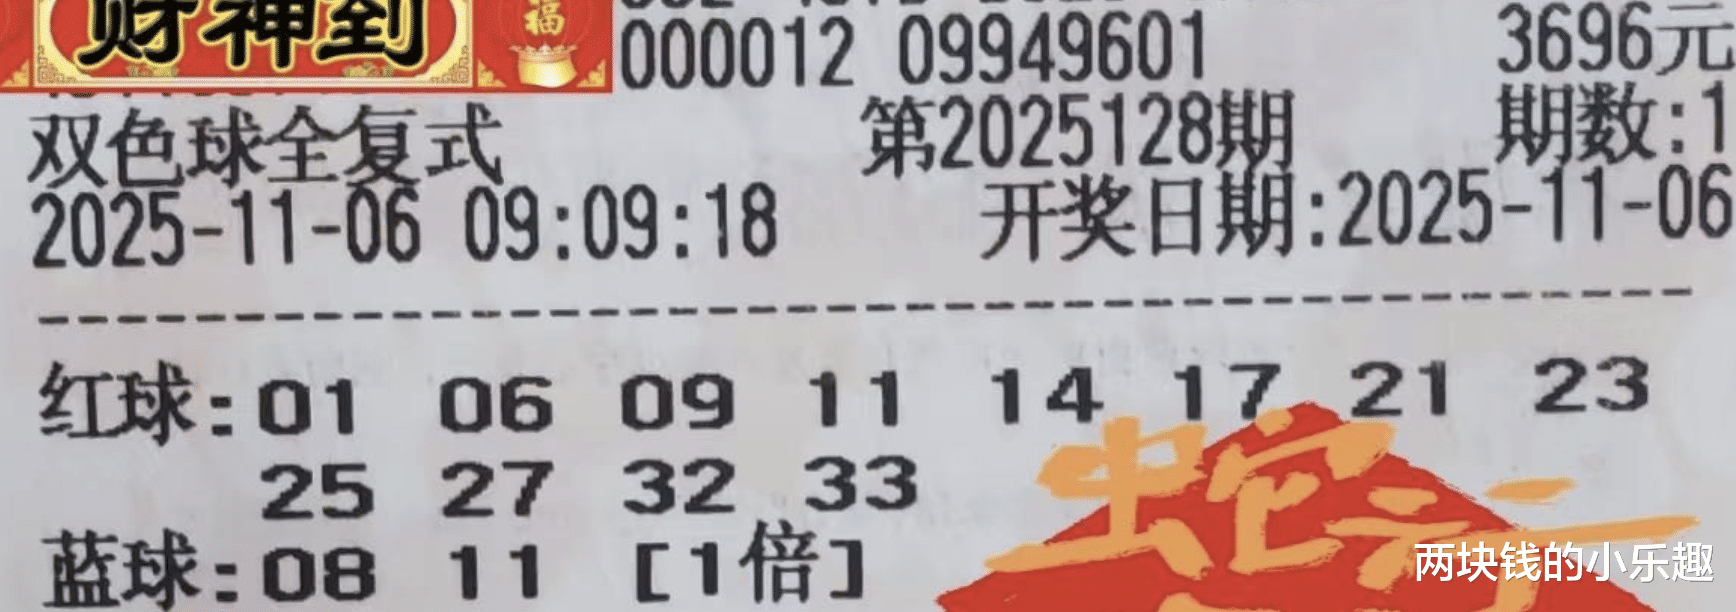 财神到
福
000012 09949601 3696元
双色球全复式 第2025128期 期数:1
2025-11-06 09:09:18 开奖日期:2025-11-06
红球:01 06 09 11 14 17 21 23
25 27 32 33
蓝球:08 11 [1倍]
两块钱的小乐趣